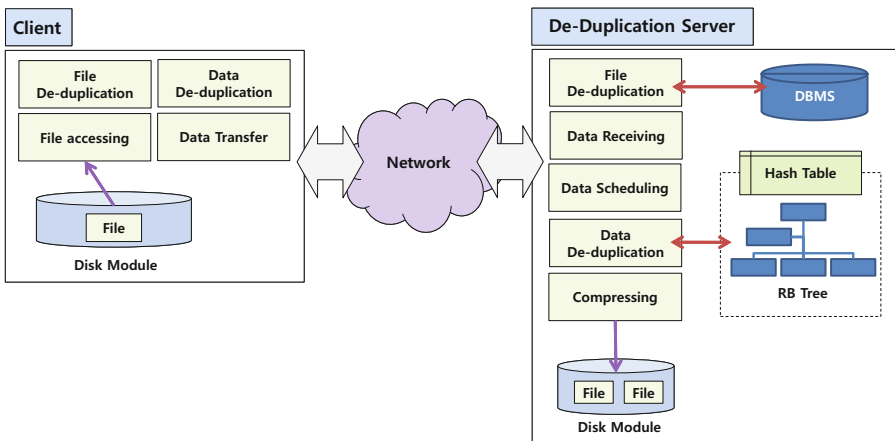 Client
File
De-duplication
Data
De-duplication
File accessing
Data Transfer
File
Disk Module
Network
De-Duplication Server
File
De-duplication
DBMS
Data Receiving
Data Scheduling
Hash Table
Data
De-duplication
RB Tree
Compressing
File
File
Disk Module